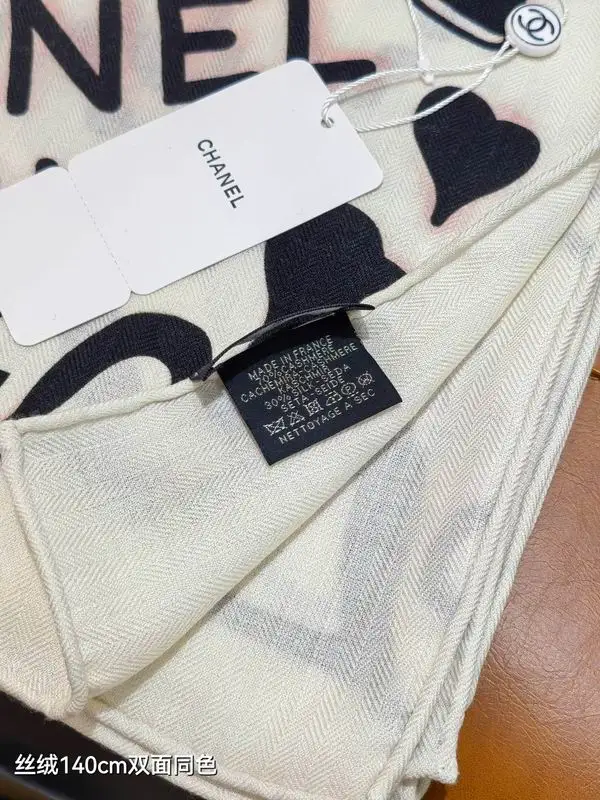 NEL
CHANEL
MADE IN FRANCE
70% CASHMERE
CACHEMIRE-CASHMERE
KASCHMIR
30% SILK-SEDA
SETA-SEIDE
NETTOYAGE A SEC
丝绒140cm双面同色